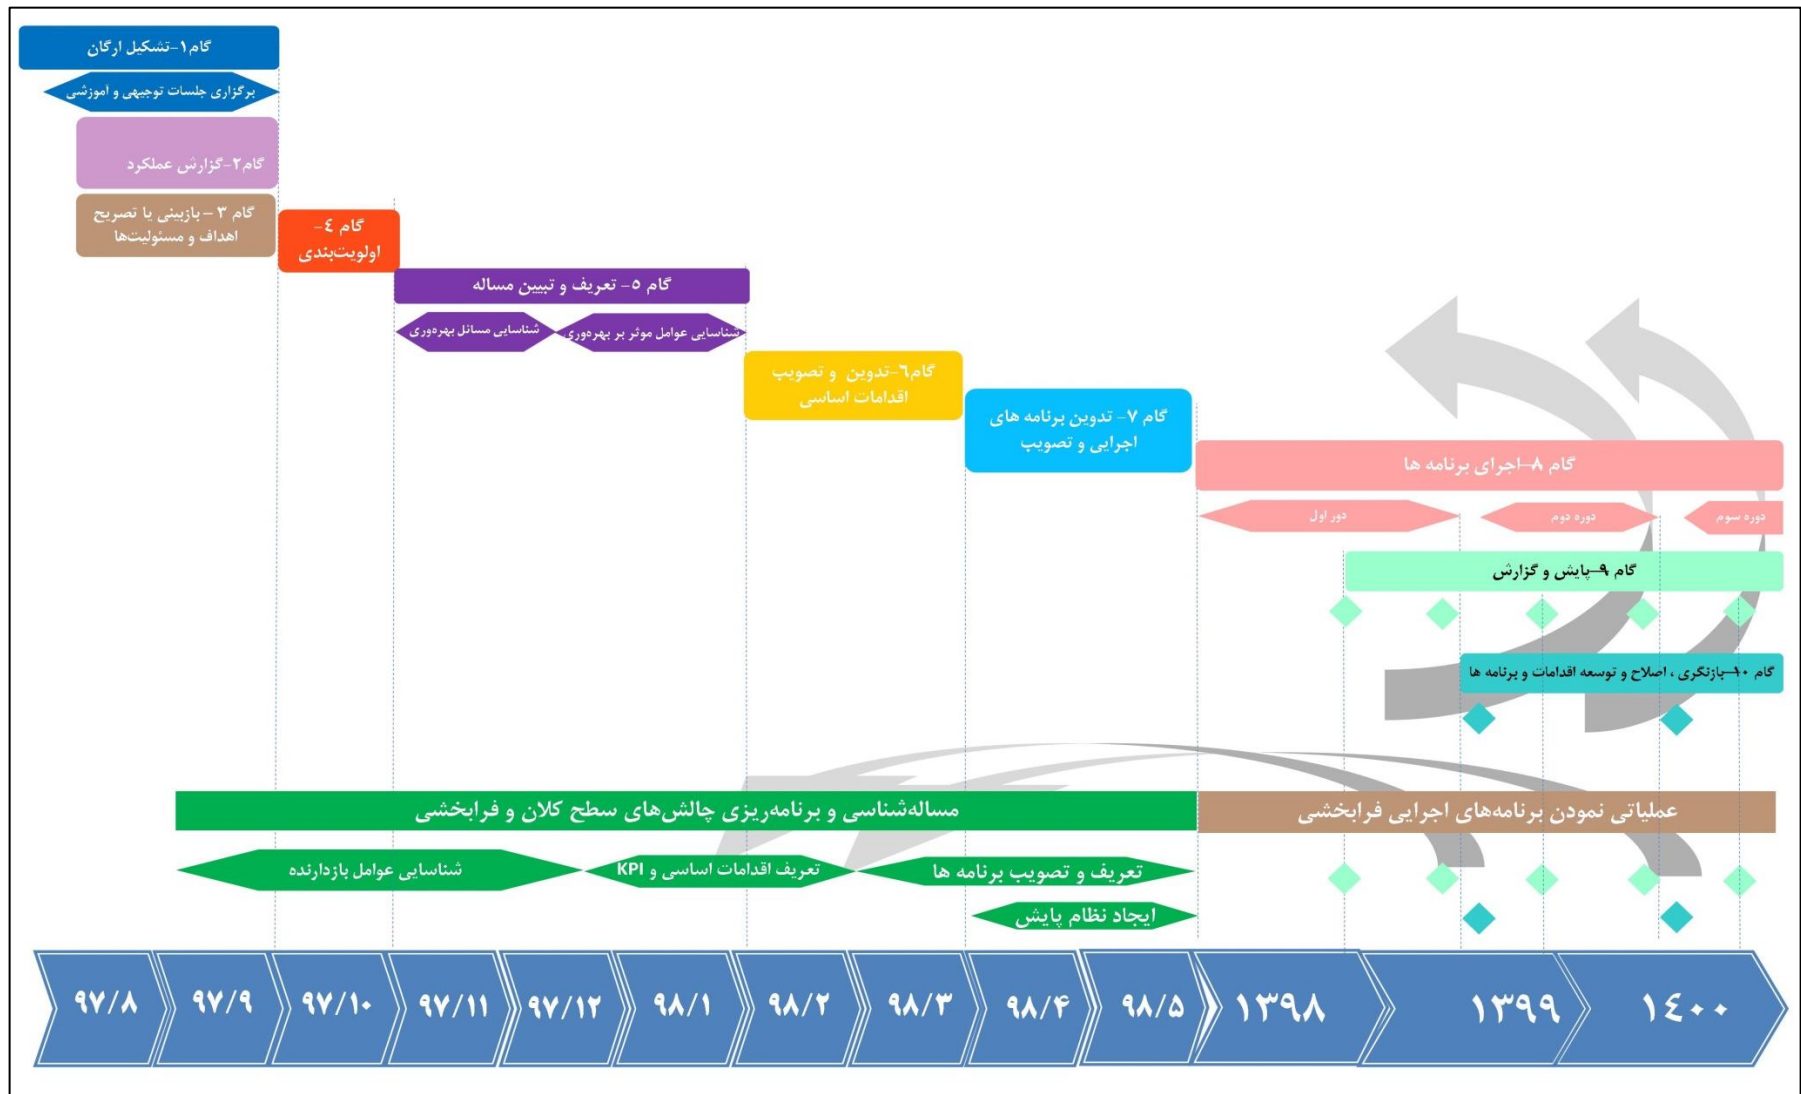 گام۱-تشکیل ارگان
برگزاری جلسات توجیهی و آموزشی
گام۲-گزارش عملکرد
گام ۳ – بازبینی یا تصریح
اهداف و مسئولیت‌ها
گام ٤-
اولویت‌بندی
گام ٥- تعریف و تبیین مساله
شناسایی مسائل بهره‌وری
شناسایی عوامل موثر بر بهره‌وری
گام٦-تدوین و تصویب
اقدامات اساسی
گام ۷- تدوین برنامه های
اجرایی و تصویب
گام ۸-اجرای برنامه ها
دور اول
دوره دوم
دوره سوم
گام ۹-پایش و گزارش
گام ۱۰-بازنگری ، اصلاح و توسعه اقدامات و برنامه ها
مساله‌شناسی و برنامه‌ریزی چالش‌های سطح کلان و فرابخشی
عملیاتی نمودن برنامه‌های اجرایی فرابخشی
شناسایی عوامل بازدارنده
تعریف اقدامات اساسی و KPI
تعریف و تصویب برنامه ها
ایجاد نظام پایش
۹۷/۸
۹۷/۹
۹۷/۱۰
۹۷/۱۱
۹۷/۱۲
۹۸/۱
۹۸/۲
۹۸/۳
۹۸/۴
۹۸/۵
۱۳۹۸
۱۳۹۹
۱٤۰۰